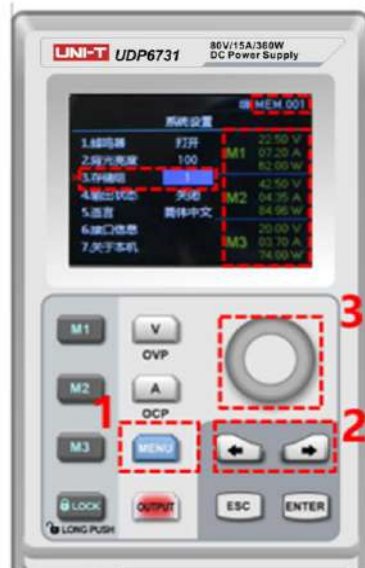 UNI-T UDP6731
80V/15A/360W
DC Power Supply
MEM.001
系统设置
1.蜂鸣器 打开
2.背光亮度 100
3.存储组 1
4.输出状态 关闭
5.语言 简体中文
6.接口信息
7.关于本机
M1
22.50 V
07.20 A
62.00 W
M2
42.50 V
04.35 A
84.95 W
M3
20.00 V
03.70 A
74.00 W
M1
V
OVP
3
M2
A
OCP
1
M3
MENU
2
LOCK
LONG PUSH
OUTPUT
ESC
ENTER